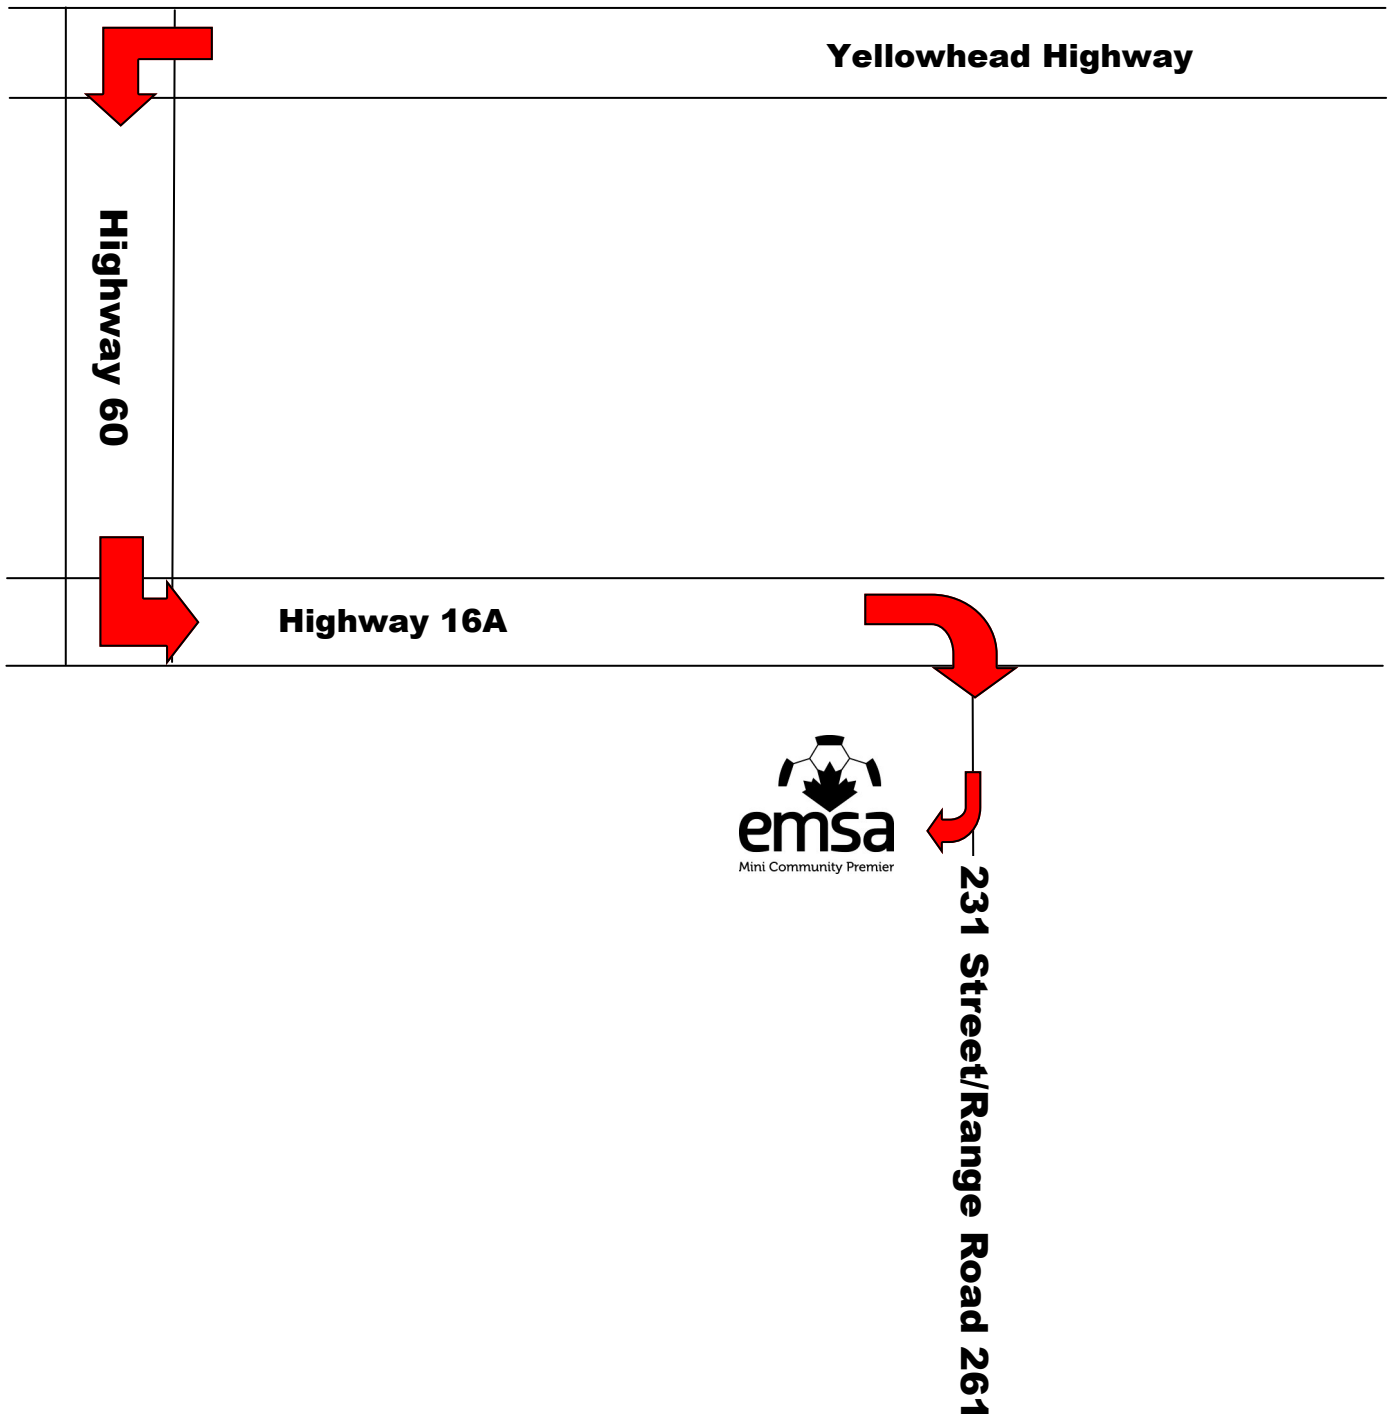 Yellowhead Highway
Highway 60
Highway 16A
emsa
Mini Community Premier
231 Street/Range Road 261